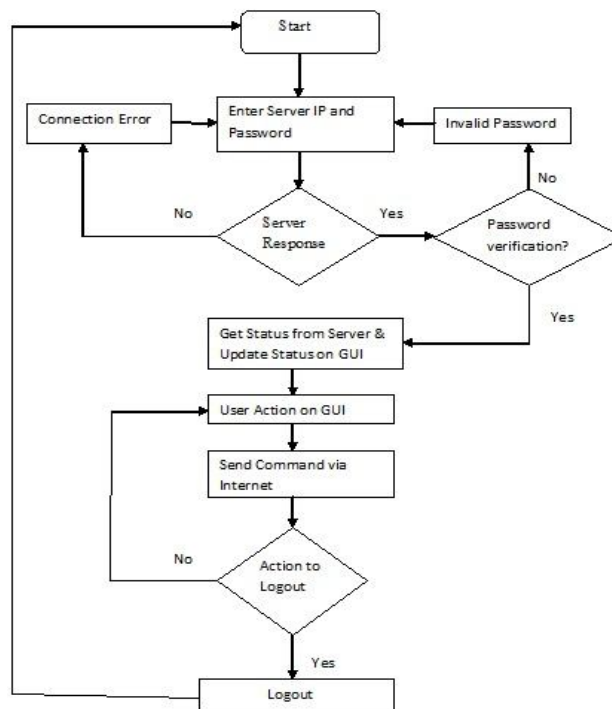 Start
Connection Error
Enter Server IP and
Password
Invalid Password
No
Server
Response
Yes
Password
verification?
No
Yes
Get Status from Server &
Update Status on GUI
User Action on GUI
Send Command via
Internet
No
Action to
Logout
Yes
Logout